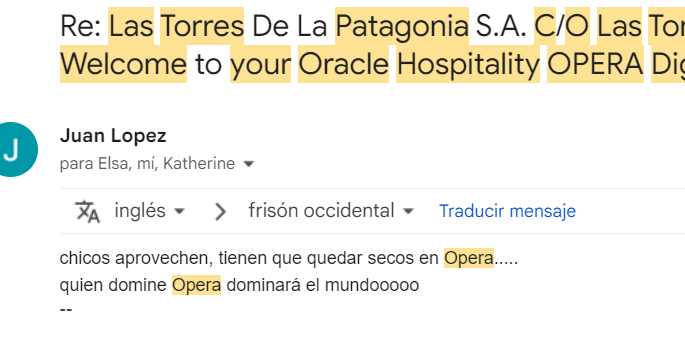 Re: Las Torres De La Patagonia S.A. C/O Las Tor
Welcome to your Oracle Hospitality OPERA Dig
J
Juan Lopez
para Elsa, mí, Katherine
inglés > frisón occidental Traducir mensaje
chicos aprovechen, tienen que quedar secos en Opera.....
quien domine Opera dominará el mundooooo
--